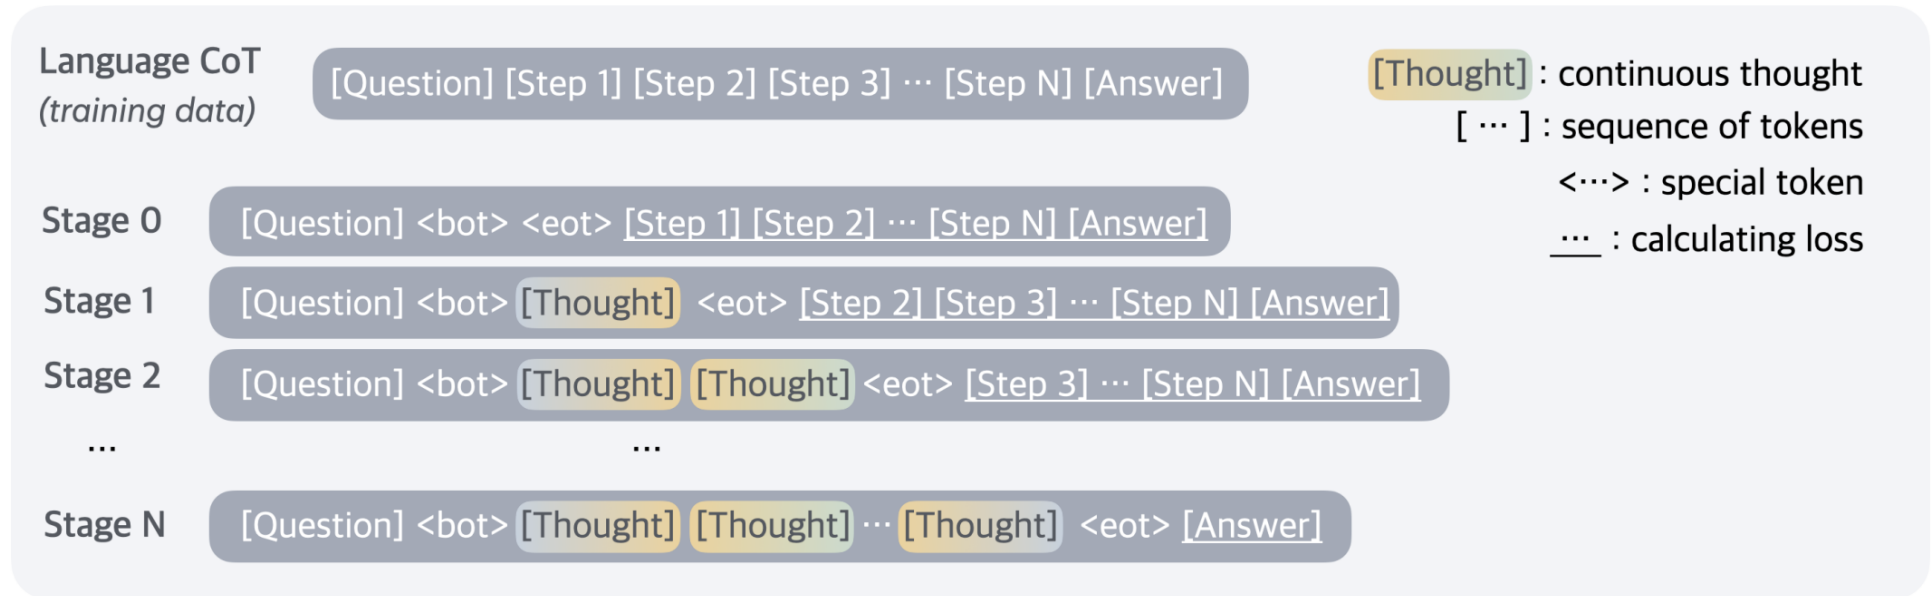 Language CoT
(training data)
[Question] [Step 1] [Step 2] [Step 3] ··· [Step N] [Answer]
[Thought] : continuous thought
[ ··· ] : sequence of tokens
<···> : special token
··· : calculating loss
Stage 0
[Question] <bot> <eot> [Step 1] [Step 2] ··· [Step N] [Answer]
Stage 1
[Question] <bot> [Thought] <eot> [Step 2] [Step 3] ··· [Step N] [Answer]
Stage 2
[Question] <bot> [Thought] [Thought] <eot> [Step 3] ··· [Step N] [Answer]
... ...
Stage N
[Question] <bot> [Thought] [Thought] ··· [Thought] <eot> [Answer]